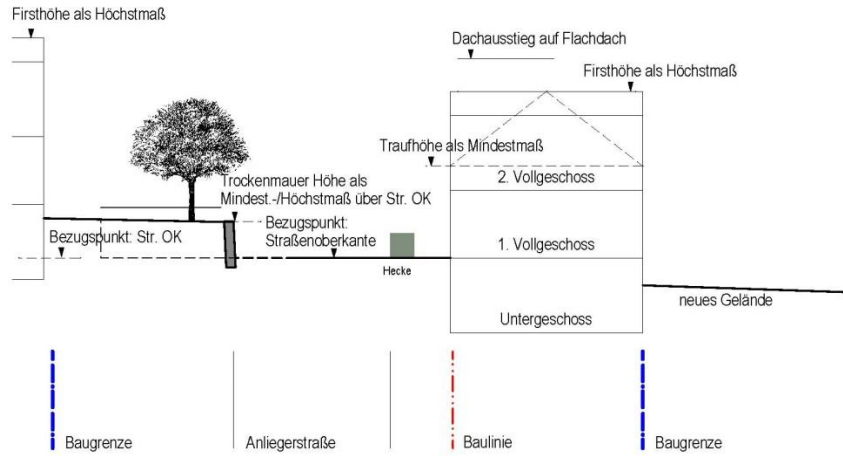 Firsthöhe als Höchstmaß
Dachausstieg auf Flachdach
Firsthöhe als Höchstmaß
Traufhöhe als Mindestmaß
2. Vollgeschoss
Trockenmauer Höhe als
Mindest.-/Höchstmaß über Str. OK
Bezugspunkt:
Straßenoberkante
Bezugspunkt: Str. OK
1. Vollgeschoss
Hecke
neues Gelände
Untergeschoss
Baugrenze
Anliegerstraße
Baulinie
Baugrenze